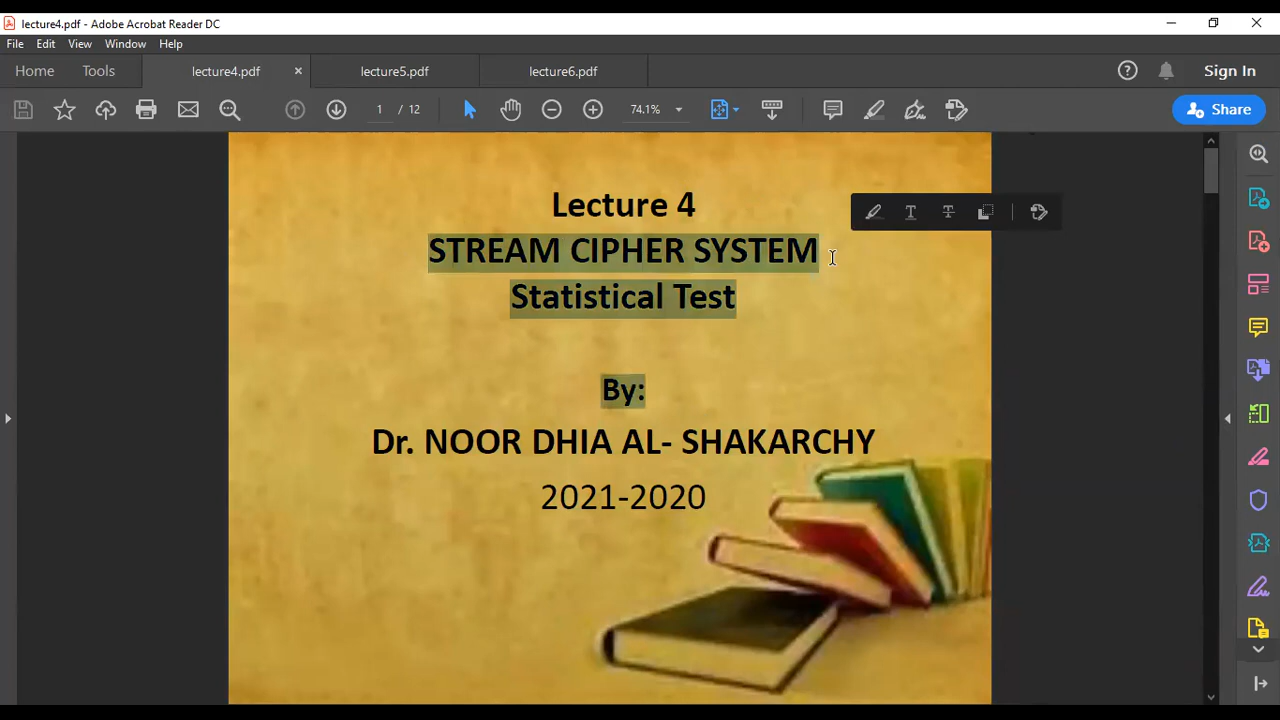 lecture4.pdf - Adobe Acrobat Reader DC
File Edit View Window Help
Home Tools lecture4.pdf lecture5.pdf lecture6.pdf Sign In
1 / 12 74.1% Share
Lecture 4
STREAM CIPHER SYSTEM
Statistical Test
By:
Dr. NOOR DHIA AL- SHAKARCHY
2021-2020